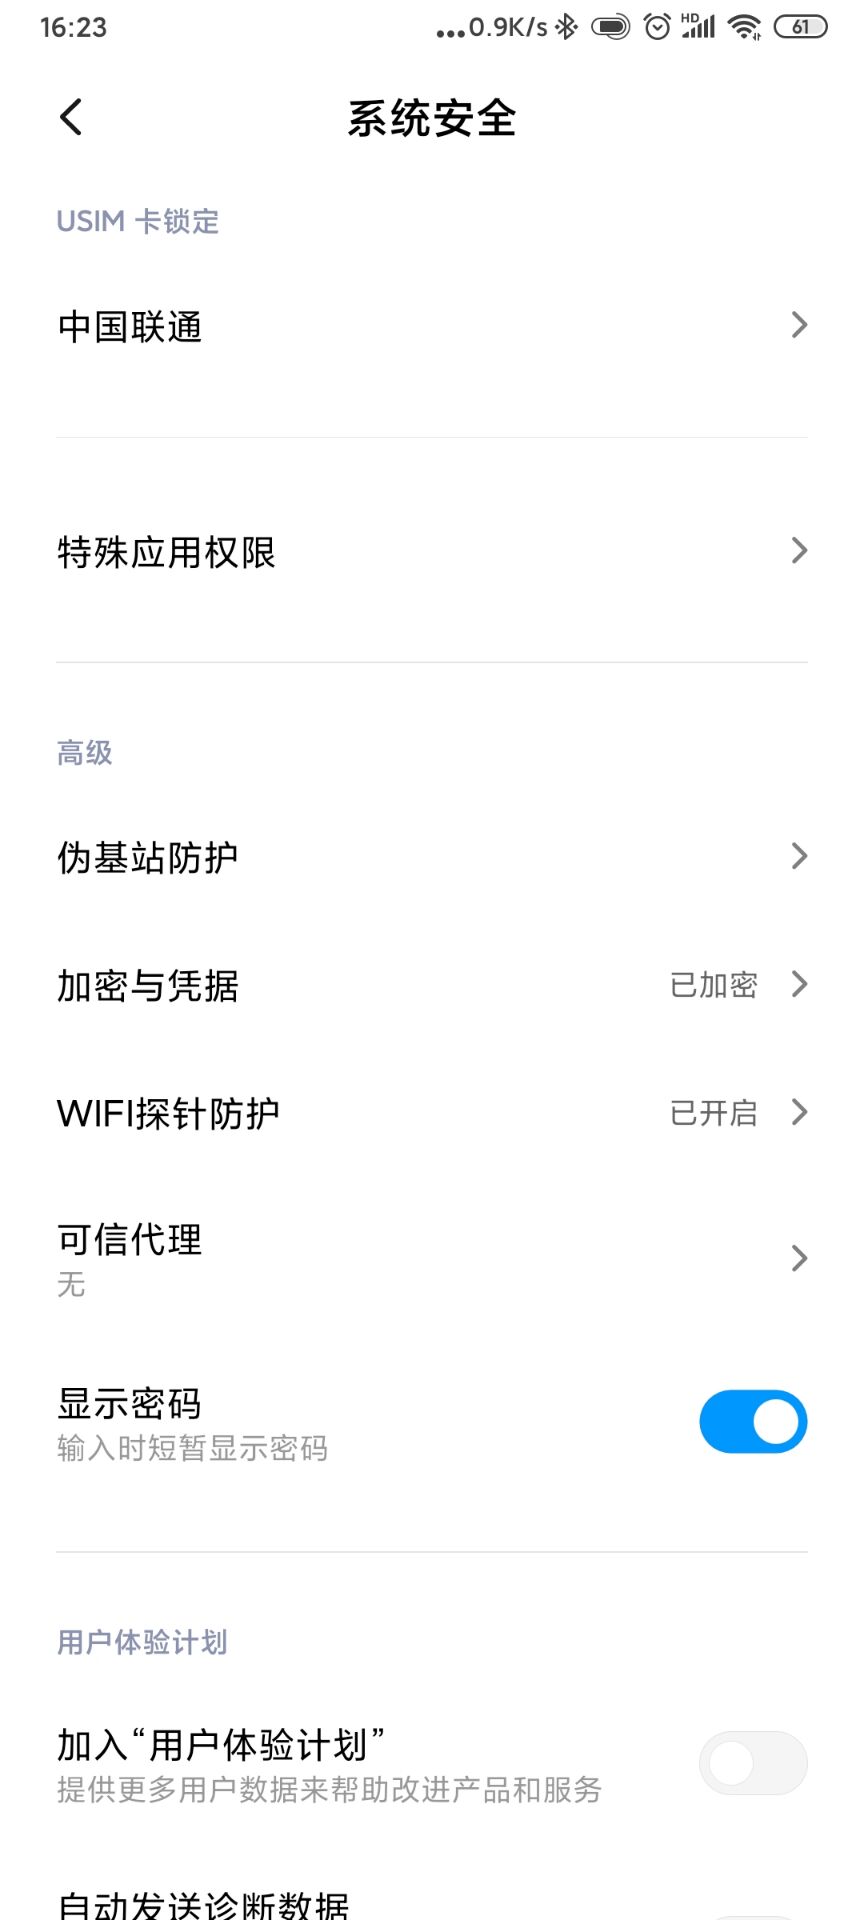 16:23
...0.9K/s
HD
61
系统安全
USIM 卡锁定
中国联通
特殊应用权限
高级
伪基站防护
加密与凭据
已加密
WIFI探针防护
已开启
可信代理
无
显示密码
输入时短暂显示密码
用户体验计划
加入“用户体验计划”
提供更多用户数据来帮助改进产品和服务
自动发送诊断数据